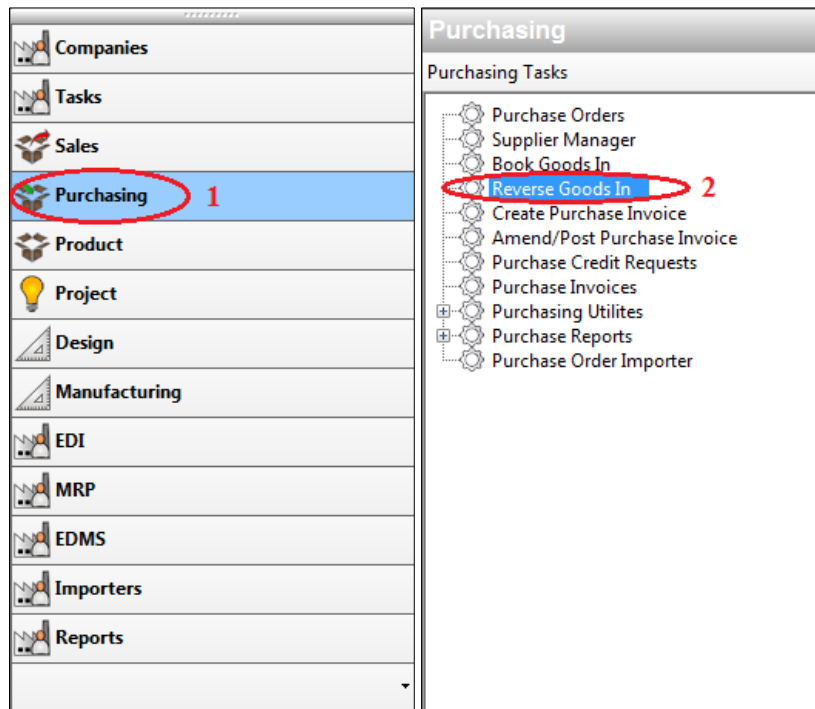 Companies
Tasks
Sales
Purchasing 1
Product
Project
Design
Manufacturing
EDI
MRP
EDMS
Importers
Reports
Purchasing
Purchasing Tasks
Purchase Orders
Supplier Manager
Book Goods In
Reverse Goods In 2
Create Purchase Invoice
Amend/Post Purchase Invoice
Purchase Credit Requests
Purchase Invoices
Purchasing Utilites
Purchase Reports
Purchase Order Importer